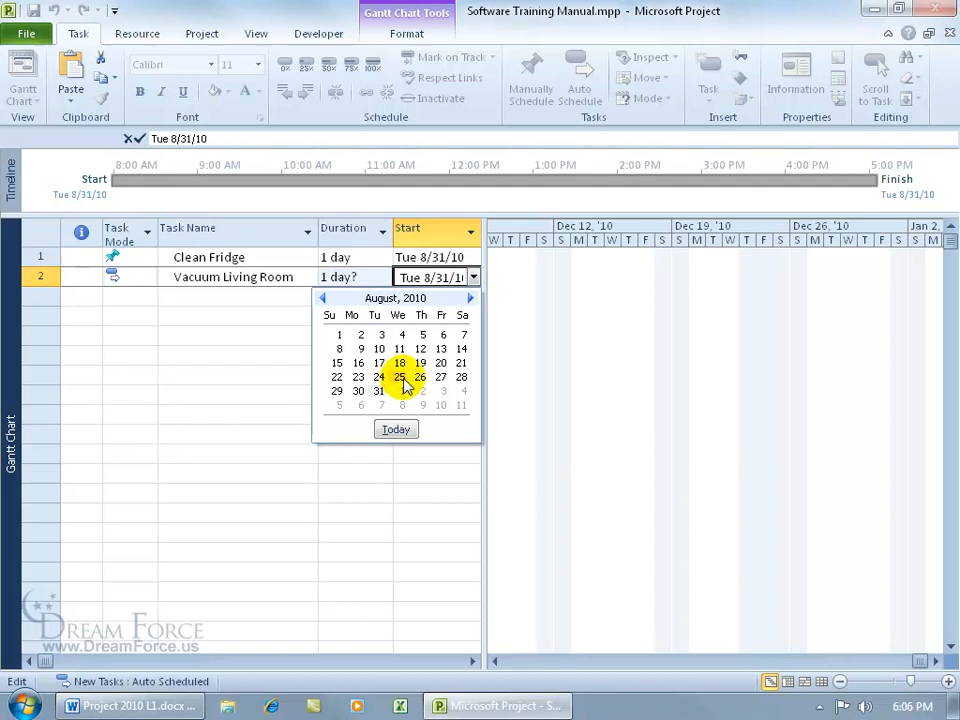 Gantt Chart Tools
Software Training Manual.mpp - Microsoft Project
File Task Resource Project View Developer Format
Calibri 11
Mark on Track
Respect Links
Inactivate
Gantt Chart
Paste
Manually Schedule
Auto Schedule
Inspect
Move
Mode
Task
Information
Scroll to Task
View Clipboard Font Schedule Tasks Insert Properties Editing
Tue 8/31/10
Timeline
8:00 AM 9:00 AM 10:00 AM 11:00 AM 12:00 PM 1:00 PM 2:00 PM 3:00 PM 4:00 PM 5:00 PM
Start Finish
Tue 8/31/10 Tue 8/31/10
Task Mode Task Name Duration Start
Dec 12, '10 Dec 19, '10 Dec 26, '10 Jan 2,
W T F S S M T W T F S S M T W T F S S M T W T F S S M
1 Clean Fridge 1 day Tue 8/31/10
2 Vacuum Living Room 1 day? Tue 8/31/1
August, 2010
Su Mo Tu We Th Fr Sa
1 2 3 4 5 6 7
8 9 10 11 12 13 14
15 16 17 18 19 20 21
22 23 24 25 26 27 28
29 30 31 2 3 4
5 6 7 8 9 10 11
Today
Gantt Chart
DREAM FORCE
www.DreamForce.us
Edit New Tasks : Auto Scheduled
Project 2010 L1.docx ...
Microsoft Project - S...
6:06 PM